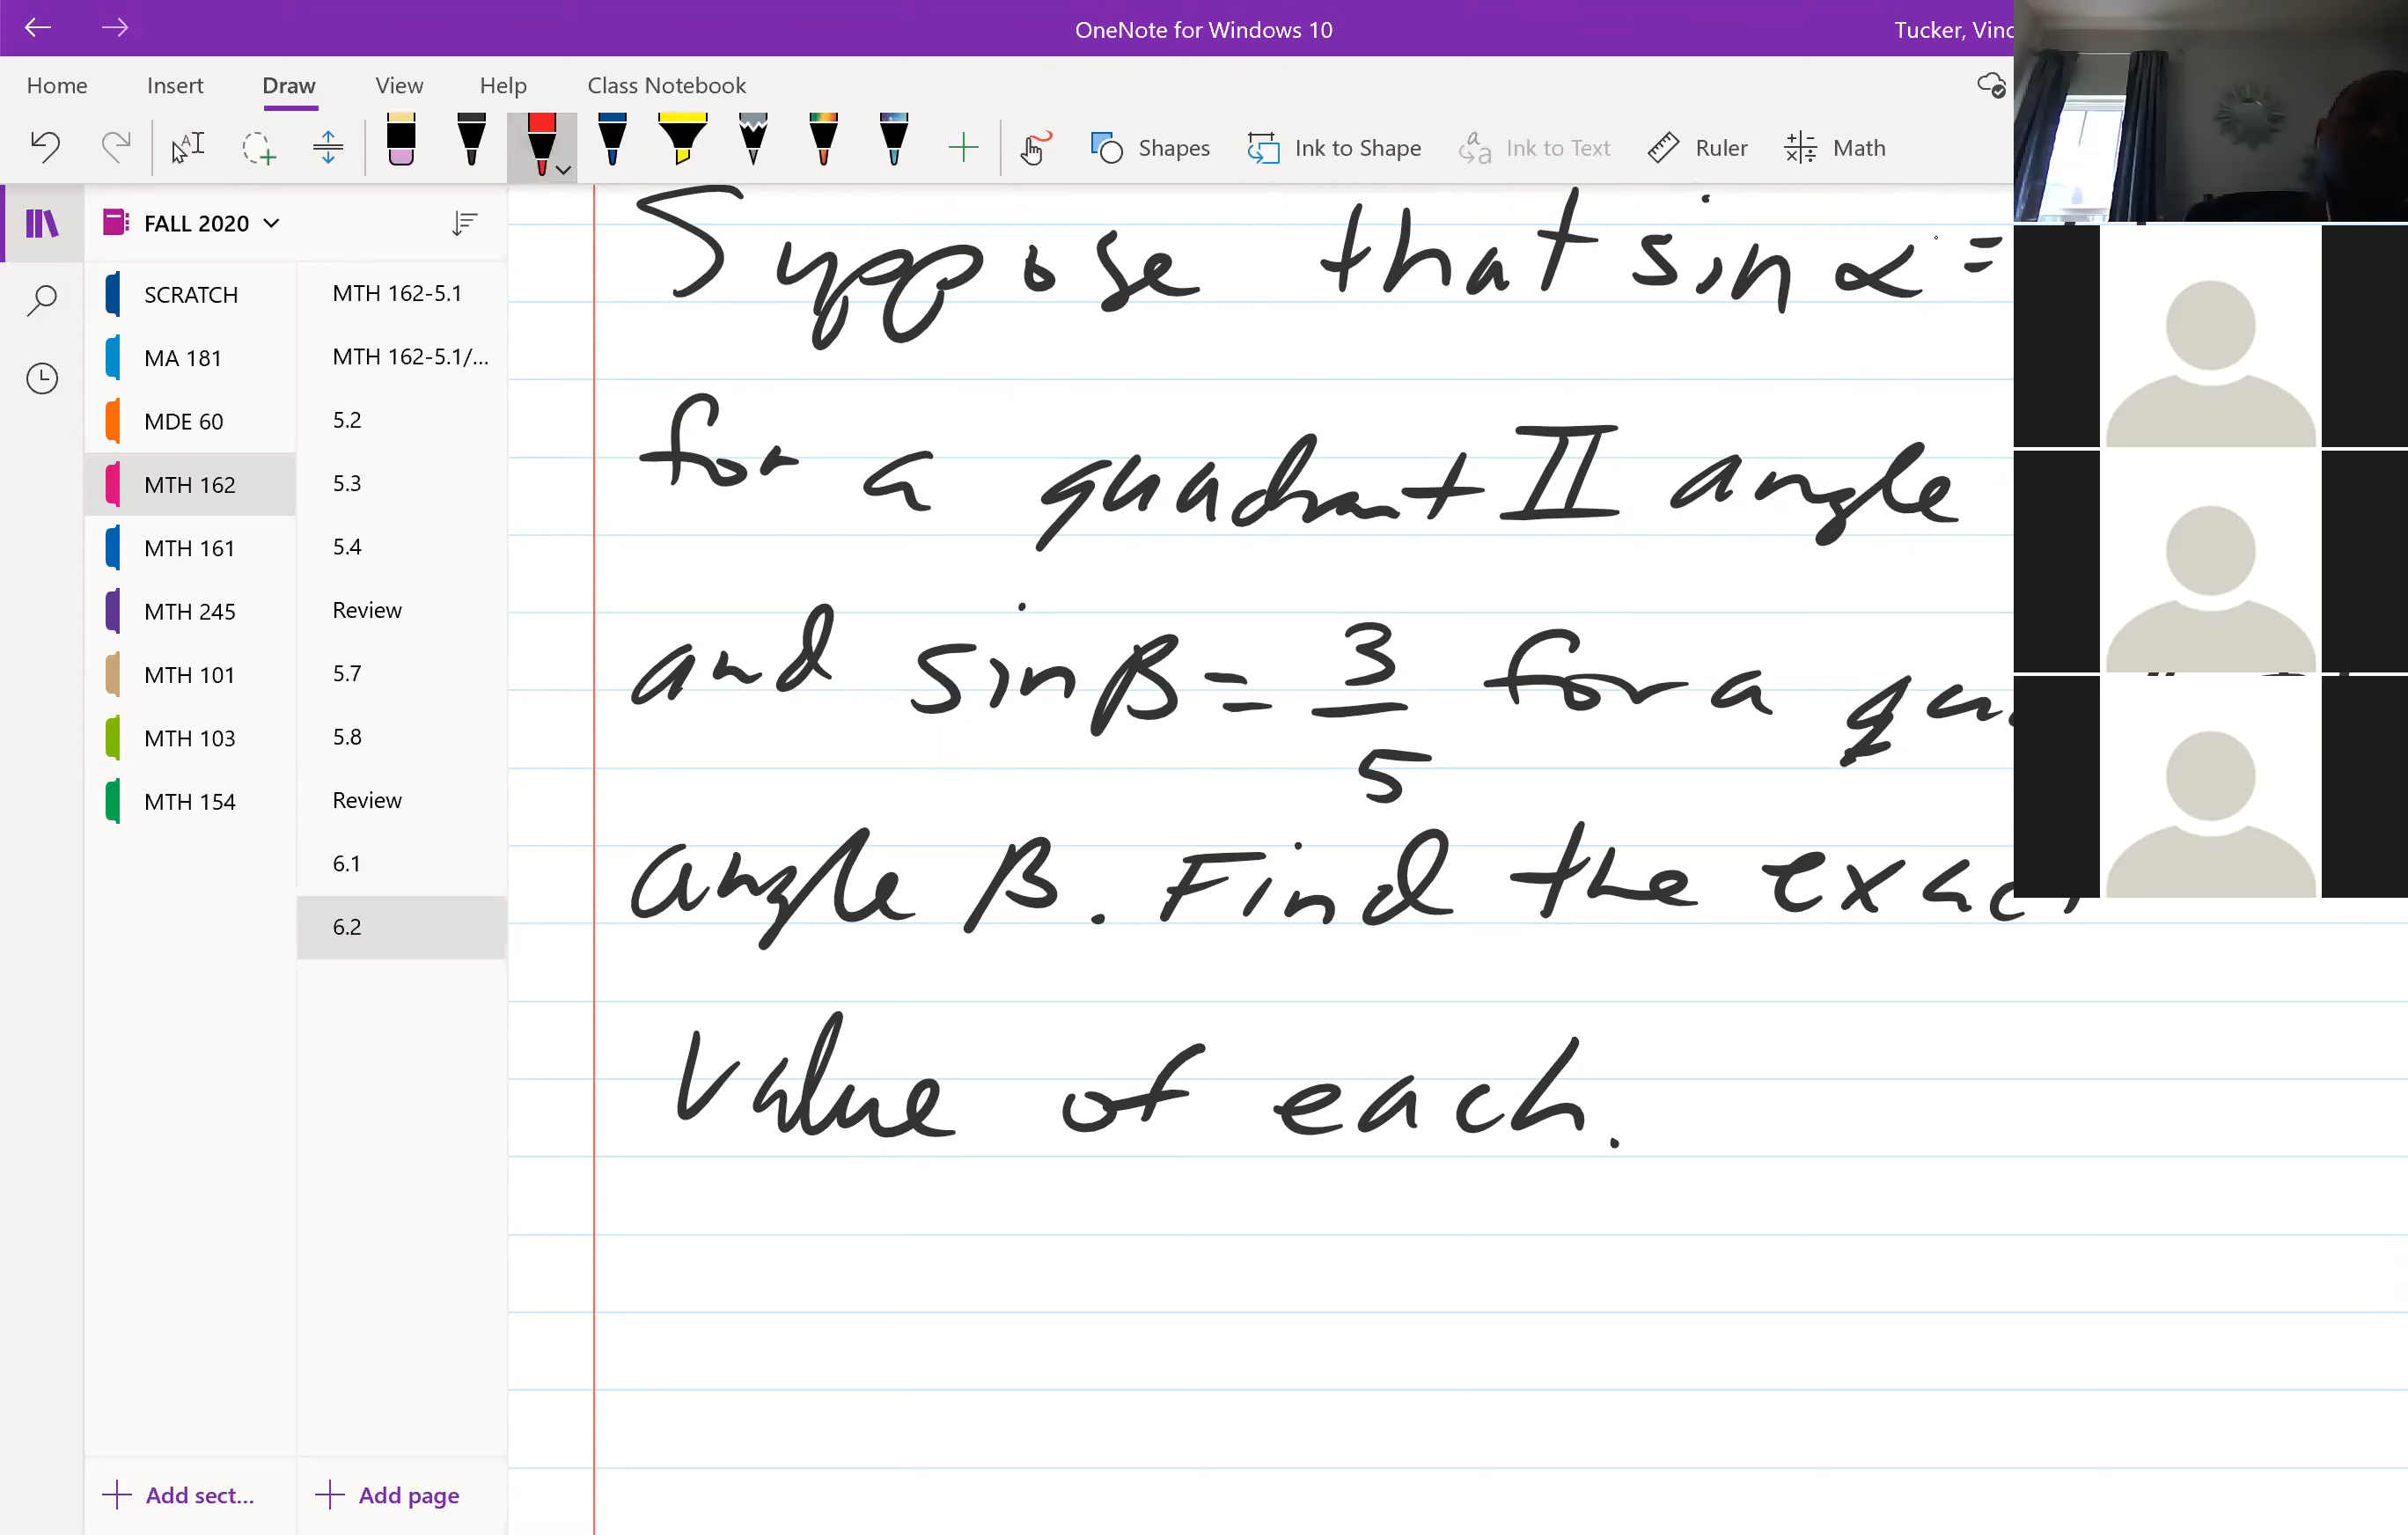 OneNote for Windows 10
Tucker, Vinc
Home Insert Draw View Help Class Notebook
Shapes Ink to Shape Ink to Text Ruler Math
FALL 2020
SCRATCH
MA 181
MDE 60
MTH 162
MTH 161
MTH 245
MTH 101
MTH 103
MTH 154
MTH 162-5.1
MTH 162-5.1/...
5.2
5.3
5.4
Review
5.7
5.8
Review
6.1
6.2
Add sect...
Add page
Suppose that sin α =
for a quadrant II angle
and sin β = 3/5 for a
angle β. Find the exact
value of each.